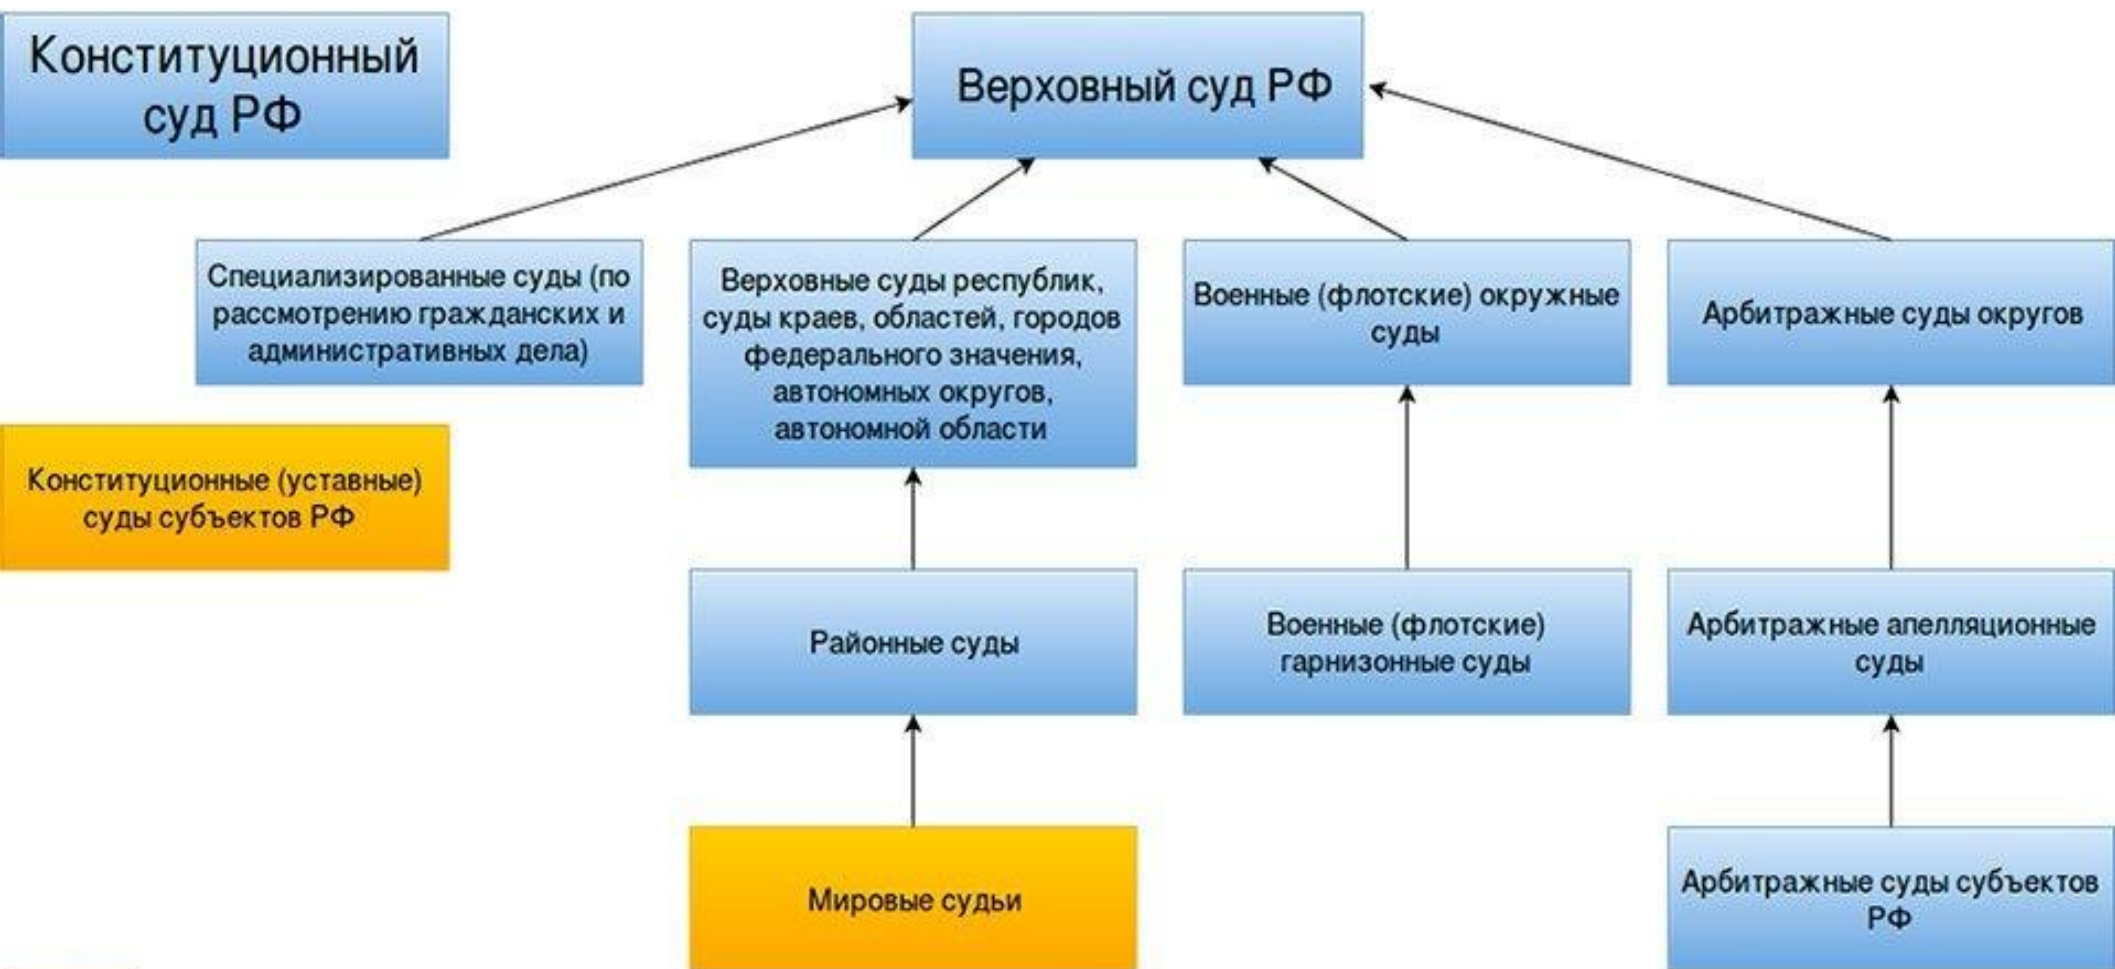 Конституционный
суд РФ
Верховный суд РФ
Специализированные суды (по
рассмотрению гражданских и
административных дела)
Верховные суды республик,
суды краев, областей, городов
федерального значения,
автономных округов,
автономной области
Военные (флотские) окружные
суды
Арбитражные суды округов
Конституционные (уставные)
суды субъектов РФ
Районные суды
Военные (флотские)
гарнизонные суды
Арбитражные апелляционные
суды
Мировые судьи
Арбитражные суды субъектов
РФ